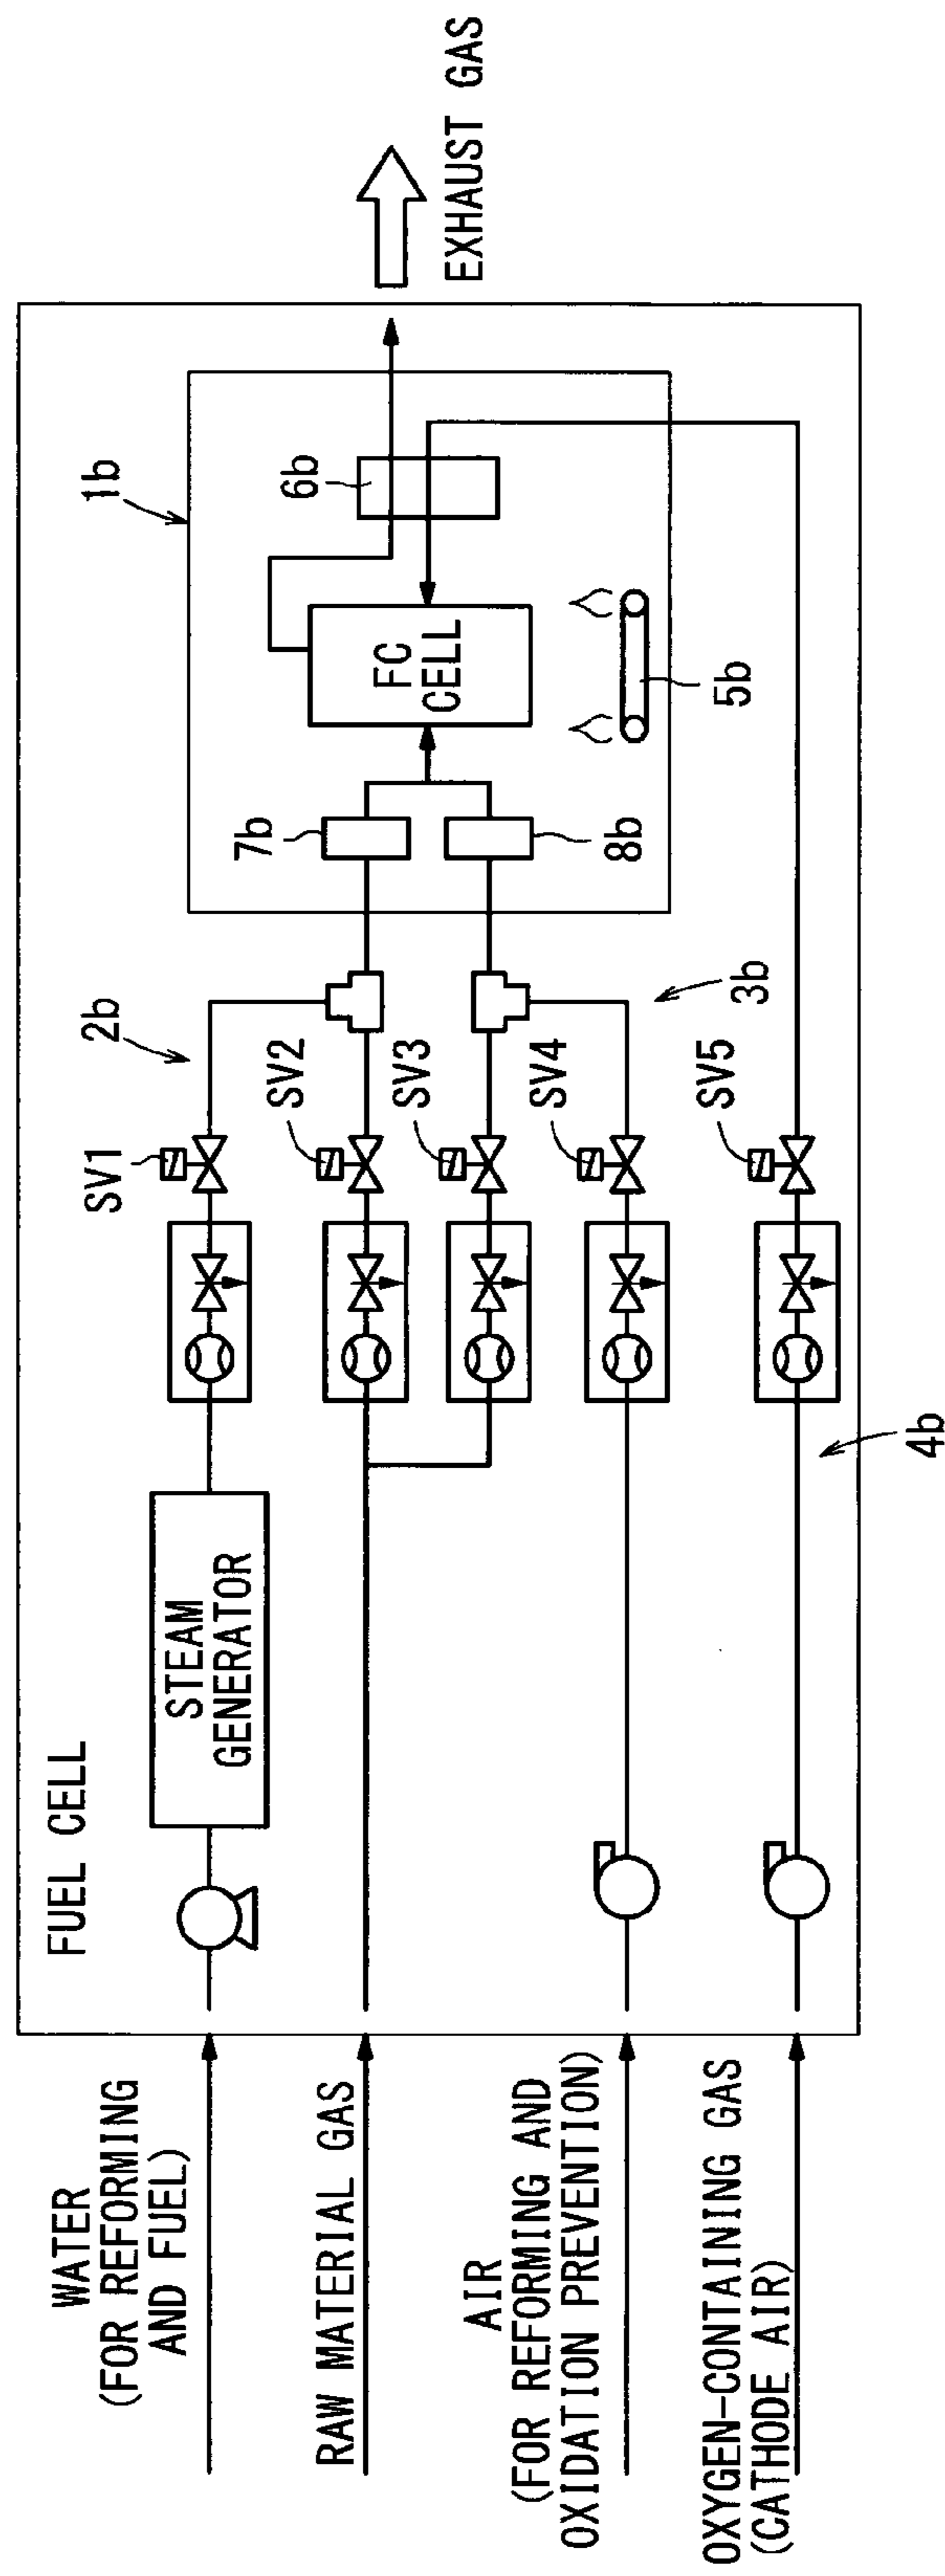 FUEL CELL
WATER
(FOR REFORMING
AND FUEL)
RAW MATERIAL GAS
AIR
(FOR REFORMING AND
OXIDATION PREVENTION)
OXYGEN-CONTAINING GAS
(CATHODE AIR)
STEAM
GENERATOR
SV1
SV2
SV3
SV4
SV5
2b
3b
4b
1b
7b
8b
FC
CELL
6b
5b
EXHAUST GAS